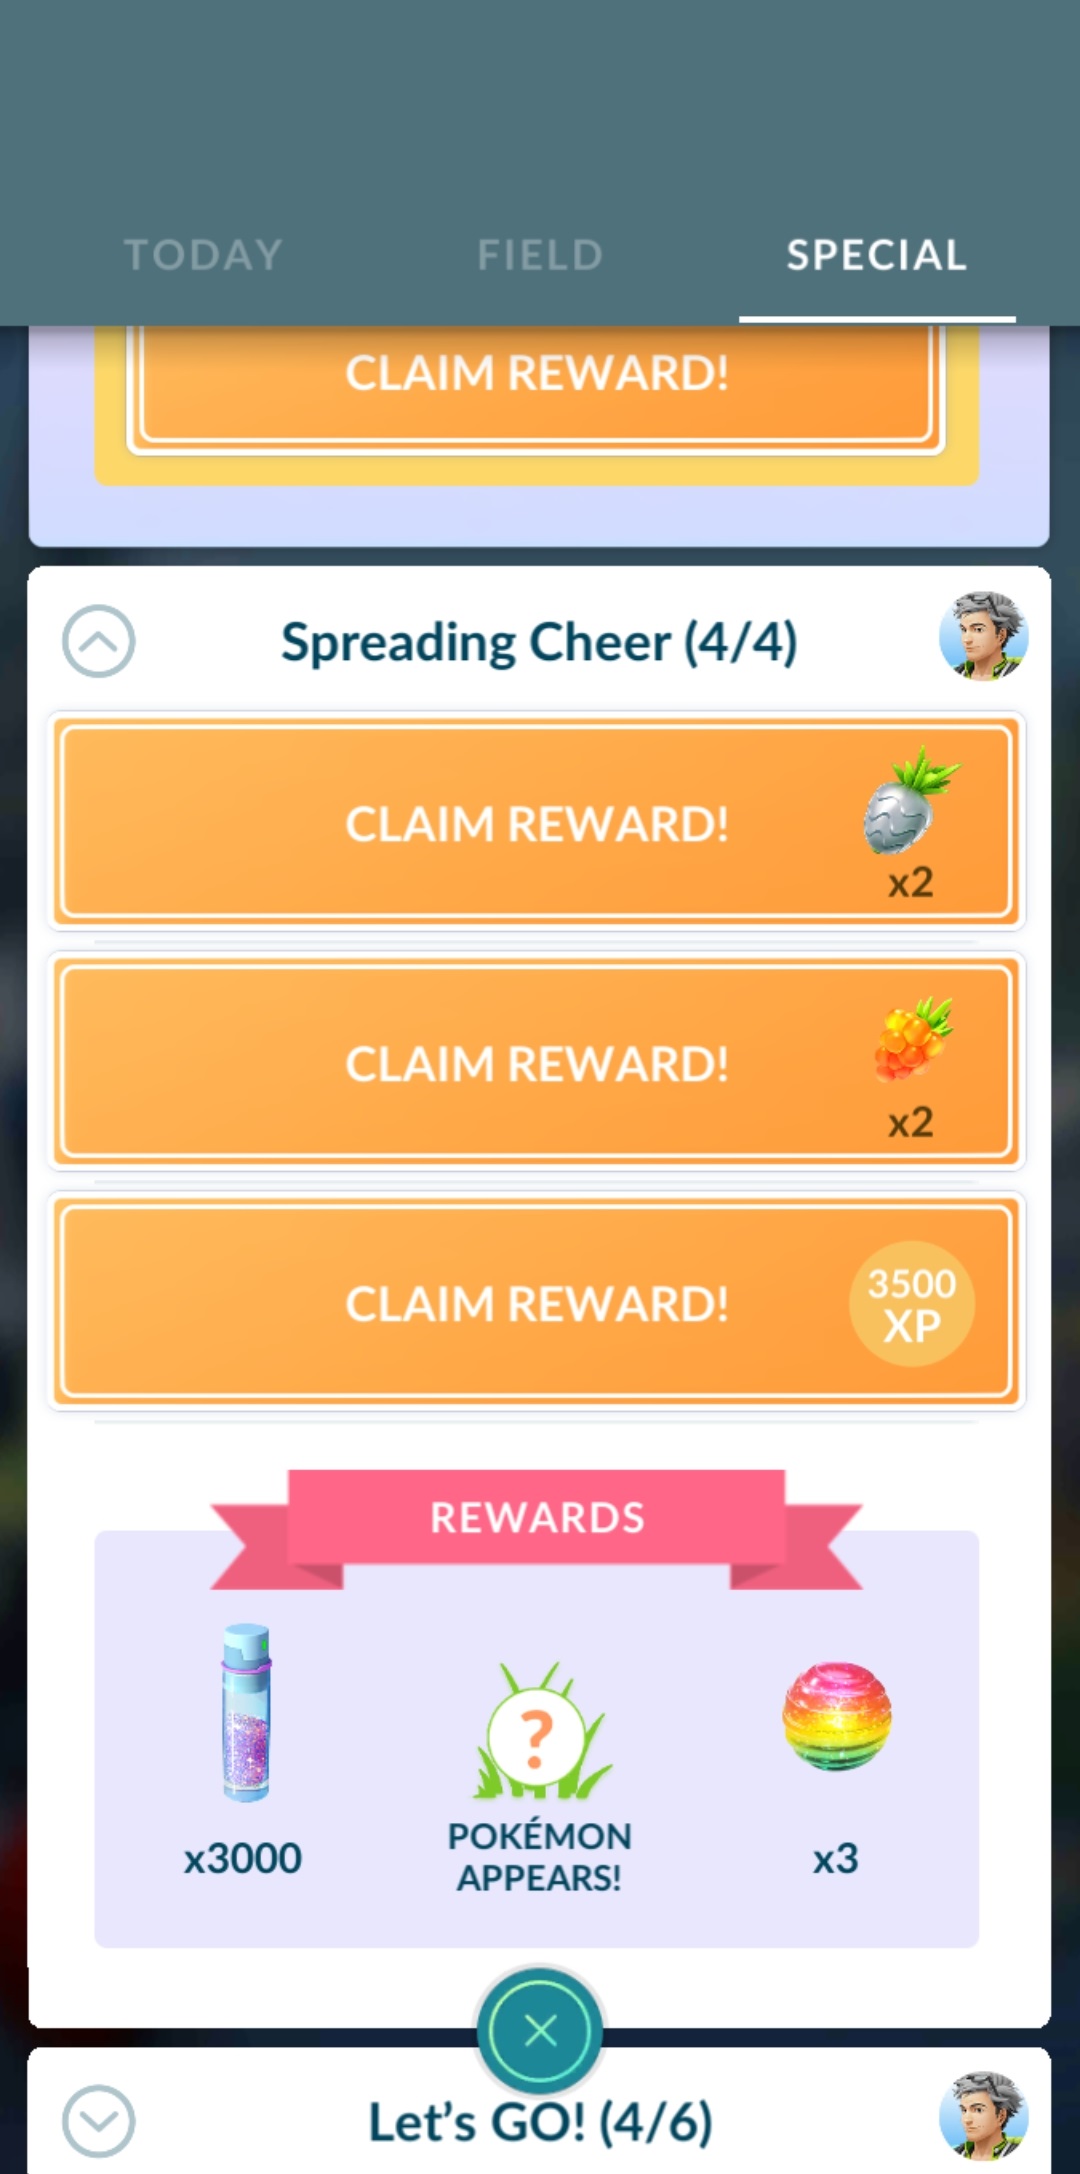 TODAY
FIELD
SPECIAL
CLAIM REWARD!
Spreading Cheer (4/4)
CLAIM REWARD!
x2
CLAIM REWARD!
x2
CLAIM REWARD!
3500
XP
REWARDS
?
x3000
POKÉMON
APPEARS!
x3
Let's GO! (4/6)